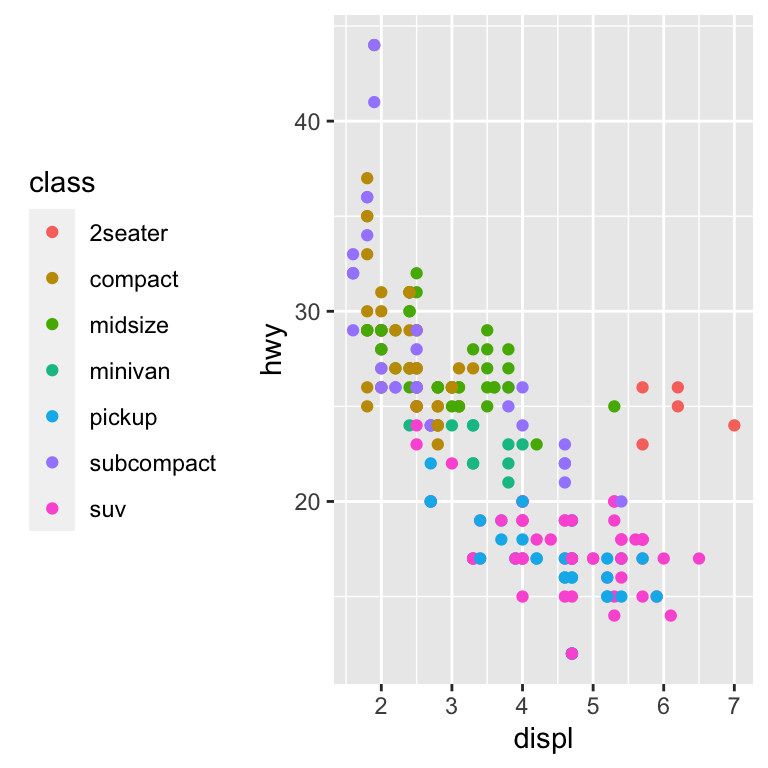 class
2seater
compact
midsize
minivan
pickup
subcompact
suv
hwy
40
30
20
2 3 4 5 6 7
displ